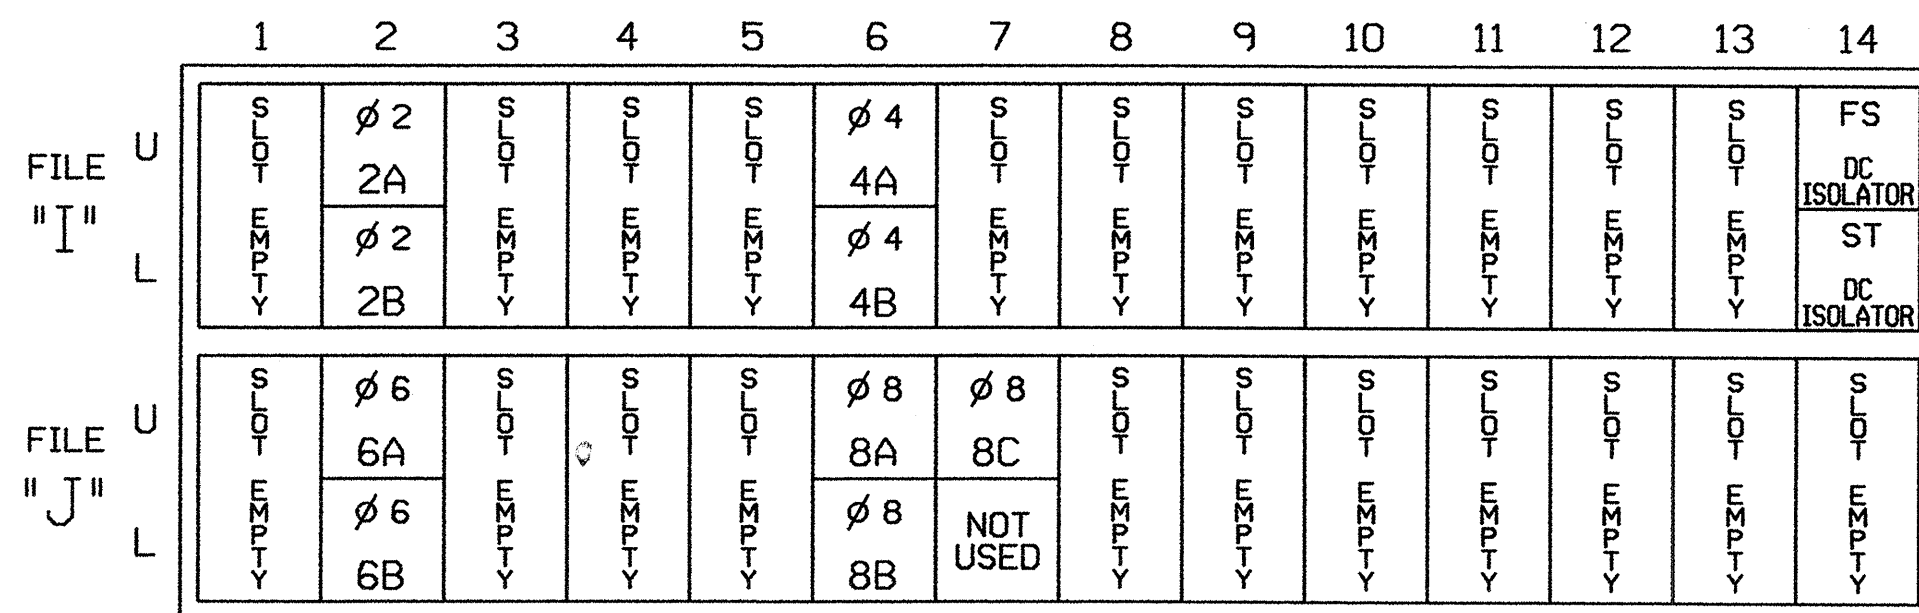 1 2 3 4 5 6 7 8 9 10 11 12 13 14
FILE "I"
U
L
SLOT EMPTY
ø 2
2A
ø 2
2B
SLOT EMPTY
SLOT EMPTY
SLOT EMPTY
ø 4
4A
ø 4
4B
SLOT EMPTY
SLOT EMPTY
SLOT EMPTY
SLOT EMPTY
SLOT EMPTY
SLOT EMPTY
SLOT EMPTY
FS
DC
ISOLATOR
ST
DC
ISOLATOR
FILE "J"
U
L
SLOT EMPTY
ø 6
6A
ø 6
6B
SLOT EMPTY
SLOT EMPTY
SLOT EMPTY
ø 8
8A
ø 8
8B
ø 8
8C
NOT
USED
SLOT EMPTY
SLOT EMPTY
SLOT EMPTY
SLOT EMPTY
SLOT EMPTY
SLOT EMPTY
SLOT EMPTY